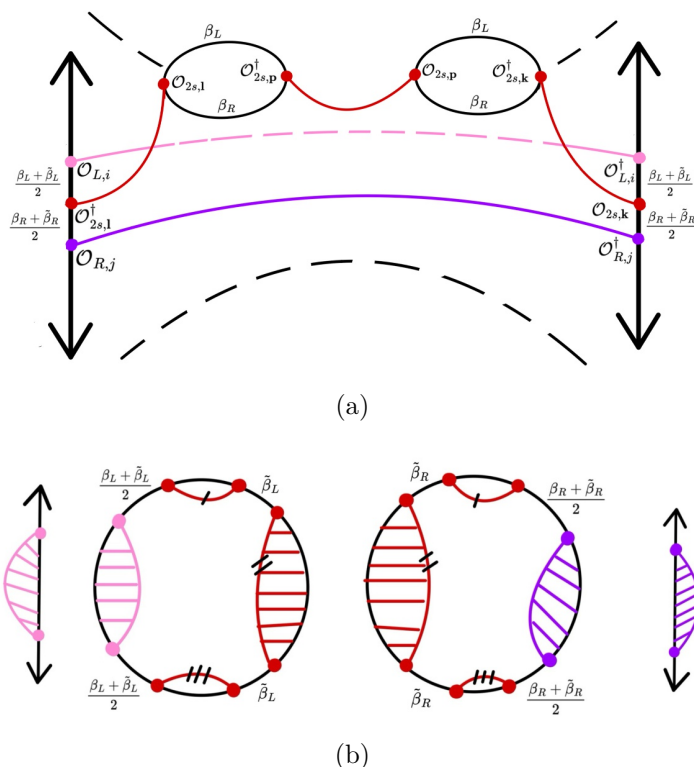 β_L
β_L
𝒪_{2s,l}
𝒪†_{2s,p}
𝒪_{2s,p}
𝒪†_{2s,k}
β_R
β_R
𝒪_{L,i}
𝒪†_{L,i}
(β_L + β̃_L)/2
(β_L + β̃_L)/2
𝒪†_{2s,l}
𝒪_{2s,k}
(β_R + β̃_R)/2
(β_R + β̃_R)/2
𝒪_{R,j}
𝒪†_{R,j}
(a)
(β_L + β̃_L)/2
β̃_L
β̃_R
(β_R + β̃_R)/2
(β_L + β̃_L)/2
β̃_L
β̃_R
(β_R + β̃_R)/2
(b)